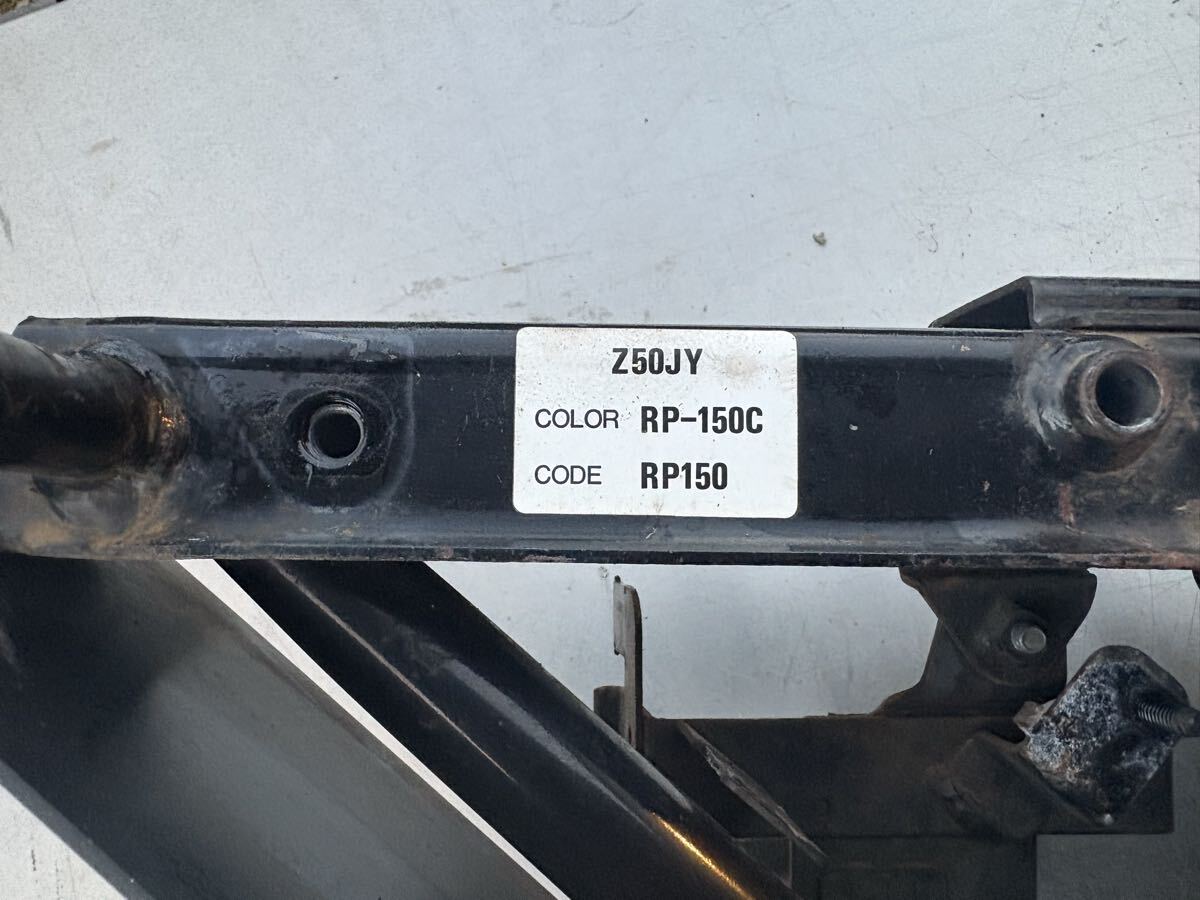 Z50JY
COLOR RP-150C
CODE RP150